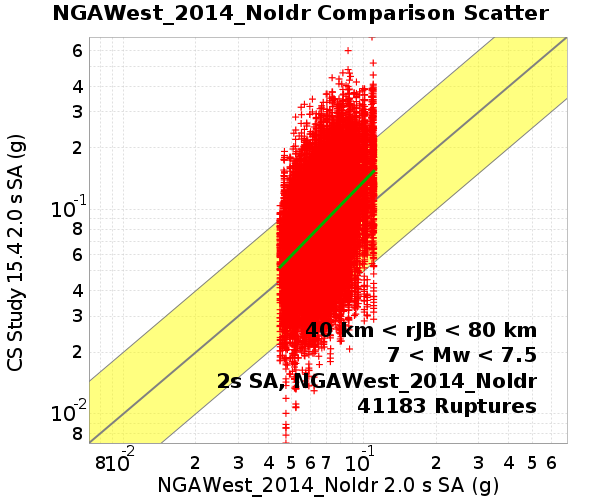 NGAWest_2014_NoIdr Comparison Scatter
CS Study 15.4 2.0 s SA (g)
6
4
3
2
10^-1
8
6
4
3
2
10^-2
8
40 km < rJB < 80 km
7 < Mw < 7.5
2s SA, NGAWest_2014_NoIdr
41183 Ruptures
8 10^-2 2 3 4 5 6 7 10^-1 2 3 4 5 6
NGAWest_2014_NoIdr 2.0 s SA (g)